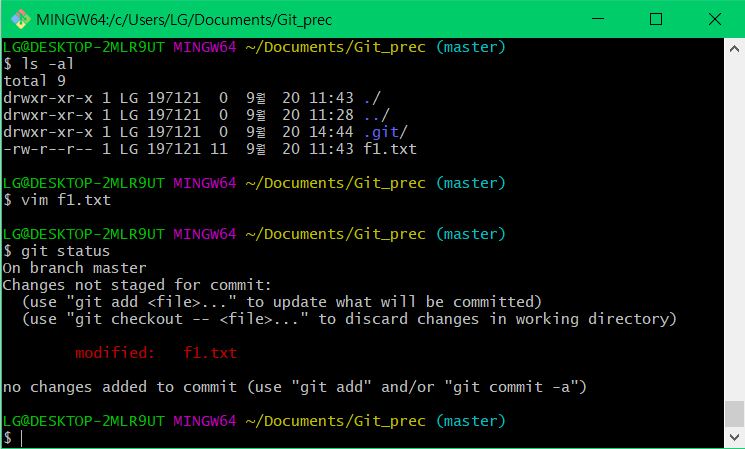 MINGW64:/c/Users/LG/Documents/Git_prec
LG@DESKTOP-2MLR9UT MINGW64 ~/Documents/Git_prec (master)
$ ls -al
total 9
drwxr-xr-x 1 LG 197121  0  9월  20 11:43 ./
drwxr-xr-x 1 LG 197121  0  9월  20 11:28 ../
drwxr-xr-x 1 LG 197121  0  9월  20 14:44 .git/
-rw-r--r-- 1 LG 197121 11  9월  20 11:43 f1.txt
LG@DESKTOP-2MLR9UT MINGW64 ~/Documents/Git_prec (master)
$ vim f1.txt
LG@DESKTOP-2MLR9UT MINGW64 ~/Documents/Git_prec (master)
$ git status
On branch master
Changes not staged for commit:
  (use "git add <file>..." to update what will be committed)
  (use "git checkout -- <file>..." to discard changes in working directory)
        modified:   f1.txt
no changes added to commit (use "git add" and/or "git commit -a")
LG@DESKTOP-2MLR9UT MINGW64 ~/Documents/Git_prec (master)
$